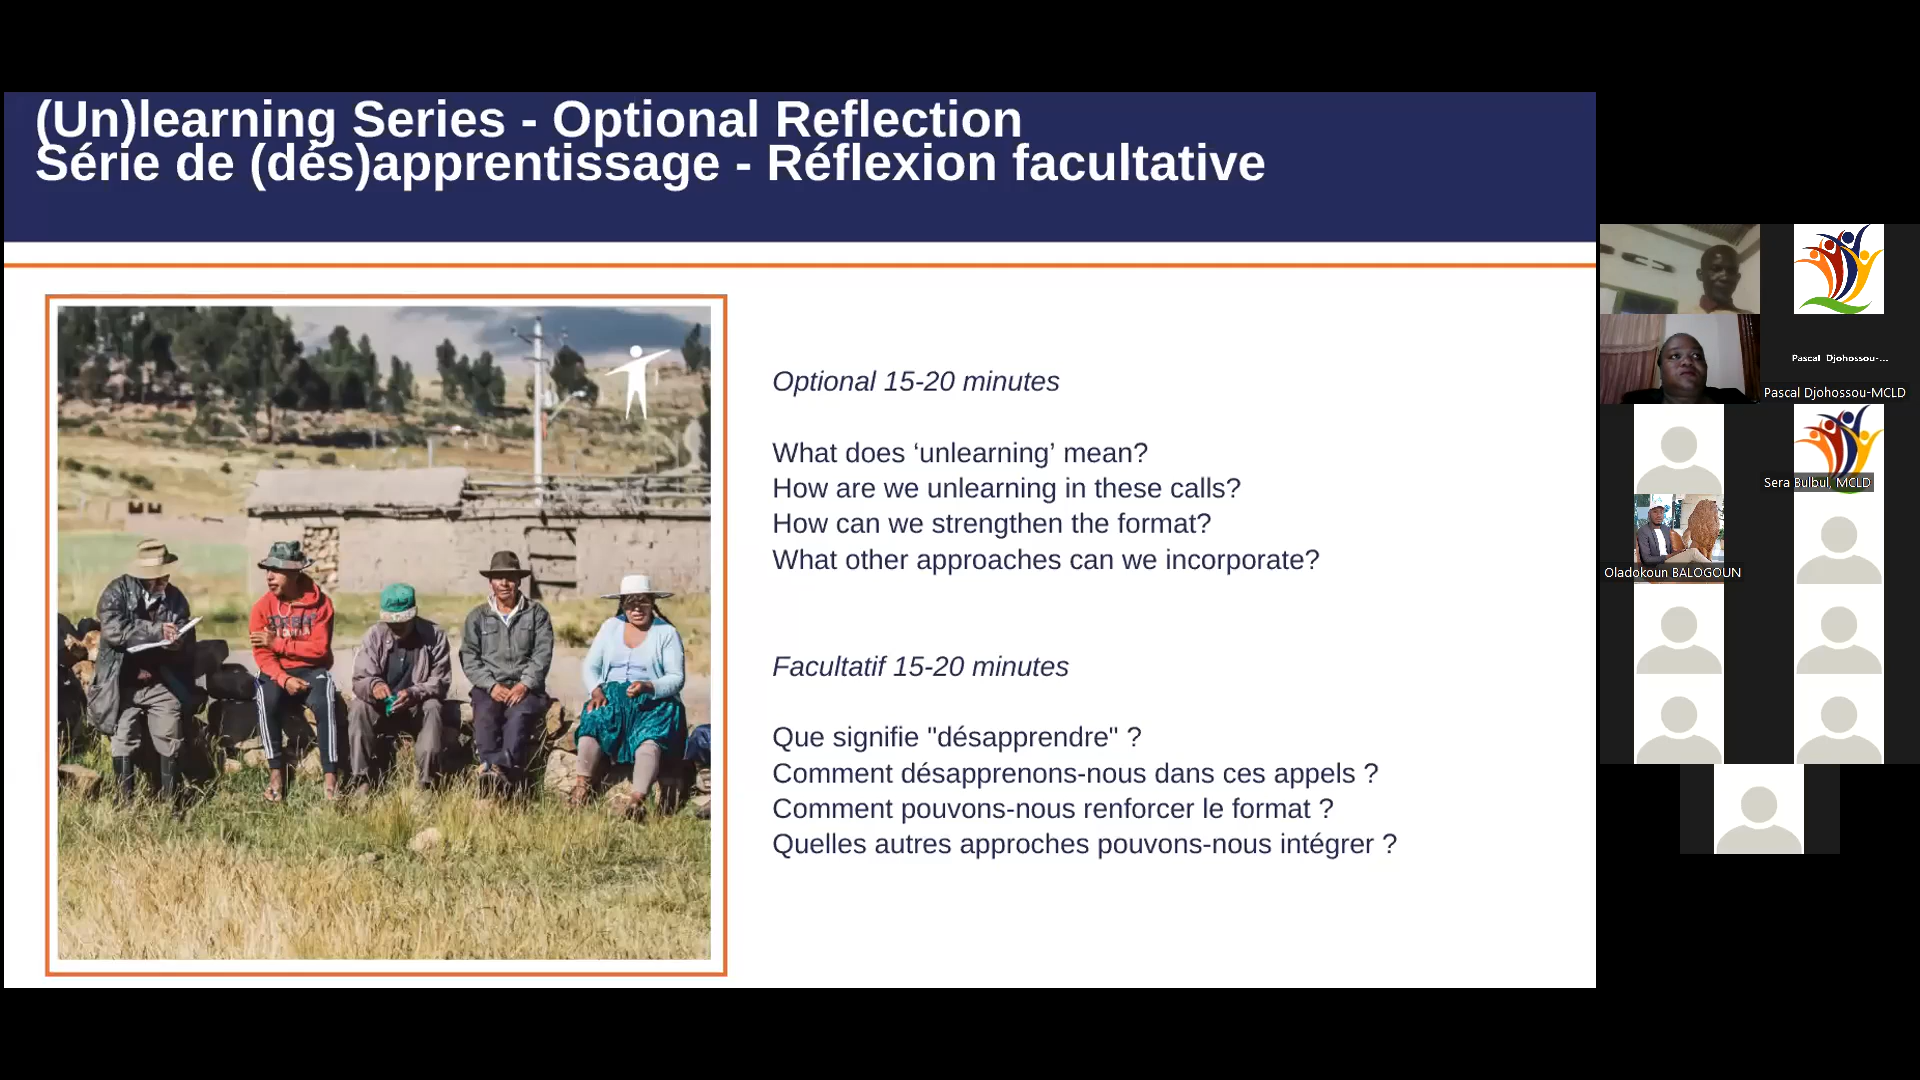 (Un)learning Series - Optional Reflection
Série de (dés)apprentissage - Réflexion facultative
Optional 15-20 minutes
What does ‘unlearning’ mean?
How are we unlearning in these calls?
How can we strengthen the format?
What other approaches can we incorporate?
Facultatif 15-20 minutes
Que signifie "désapprendre" ?
Comment désapprenons-nous dans ces appels ?
Comment pouvons-nous renforcer le format ?
Quelles autres approches pouvons-nous intégrer ?
Pascal Djohossou-...
Pascal Djohossou-MCLD
Sera Bulbul, MCLD
Oladokoun BALOGOUN